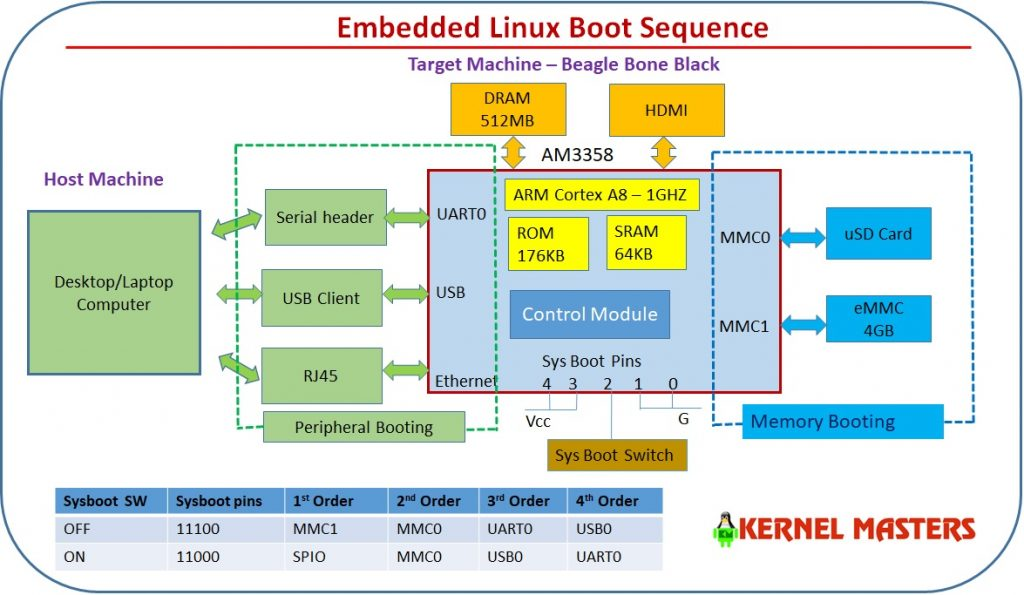 Embedded Linux Boot Sequence
Target Machine – Beagle Bone Black
DRAM
512MB
HDMI
AM3358
Host Machine
ARM Cortex A8 – 1GHZ
Serial header
UART0
ROM
176KB
SRAM
64KB
MMC0
uSD Card
Desktop/Laptop
Computer
USB Client
USB
Control Module
MMC1
eMMC
4GB
RJ45
Ethernet
Sys Boot Pins
4 3 2 1 0
Vcc
G
Peripheral Booting
Memory Booting
Sys Boot Switch
Sysboot SW Sysboot pins 1st Order 2nd Order 3rd Order 4th Order
OFF 11100 MMC1 MMC0 UART0 USB0
ON 11000 SPIO MMC0 USB0 UART0
KM
KERNEL MASTERS